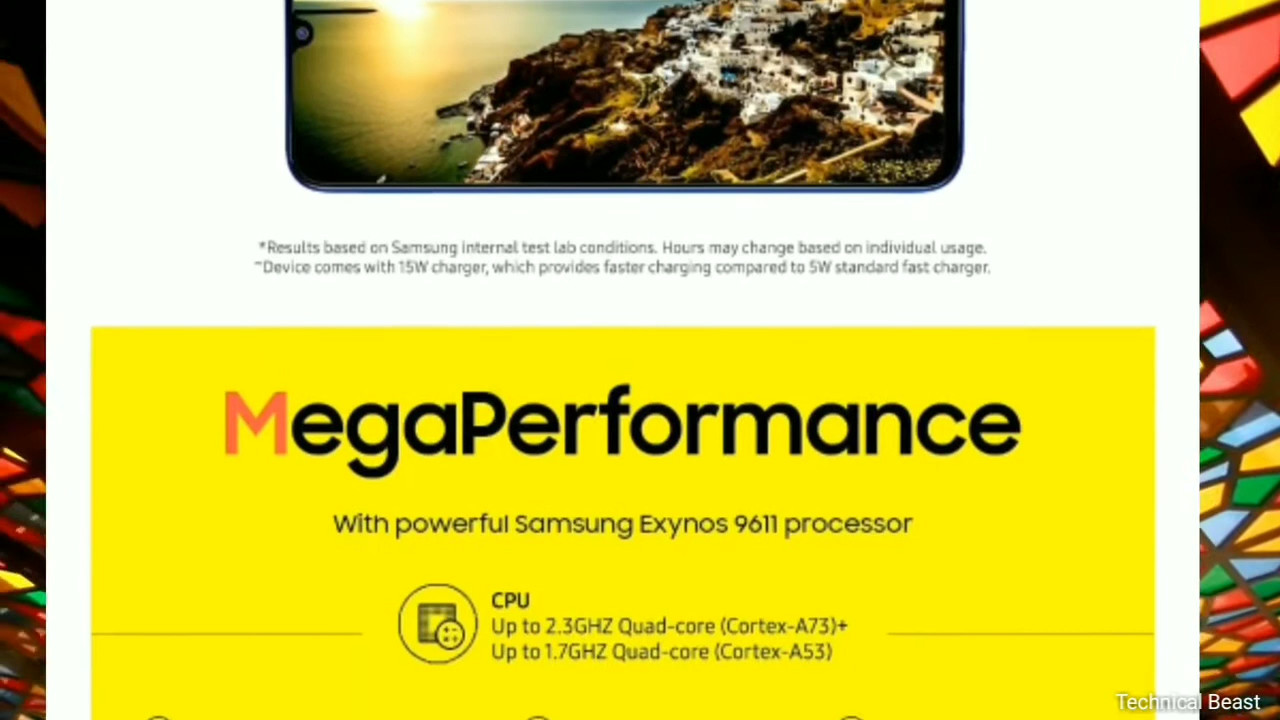 *Results based on Samsung internal test lab conditions. Hours may change based on individual usage.
~Device comes with 15W charger, which provides faster charging compared to 5W standard fast charger.
MegaPerformance
With powerful Samsung Exynos 9611 processor
CPU
Up to 2.3GHZ Quad-core (Cortex-A73)+
Up to 1.7GHZ Quad-core (Cortex-A53)
Technical Beast